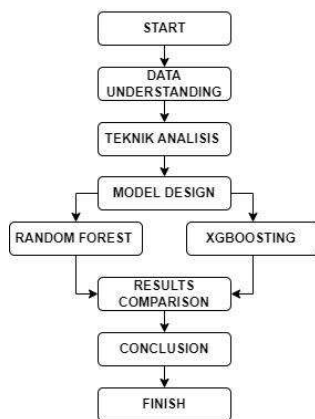 START
DATA
UNDERSTANDING
TEKNIK ANALISIS
MODEL DESIGN
RANDOM FOREST
XGBOOSTING
RESULTS
COMPARISON
CONCLUSION
FINISH